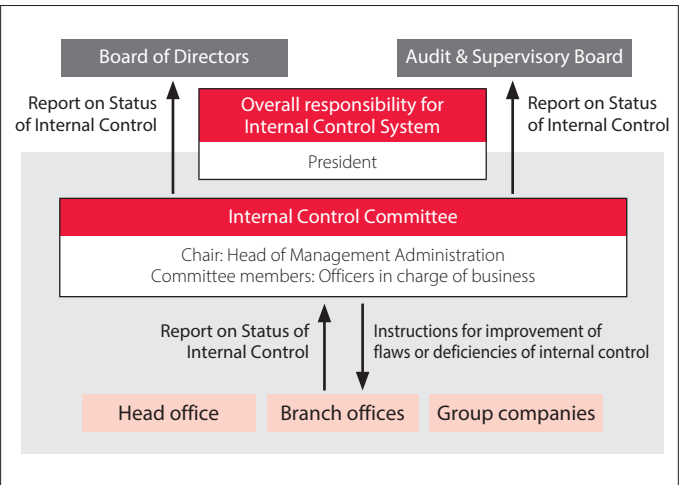 Board of Directors
Audit & Supervisory Board
Report on Status
of Internal Control
Overall responsibility for
Internal Control System
President
Report on Status
of Internal Control
Internal Control Committee
Chair: Head of Management Administration
Committee members: Officers in charge of business
Report on Status of
Internal Control
Instructions for improvement of
flaws or deficiencies of internal control
Head office
Branch offices
Group companies